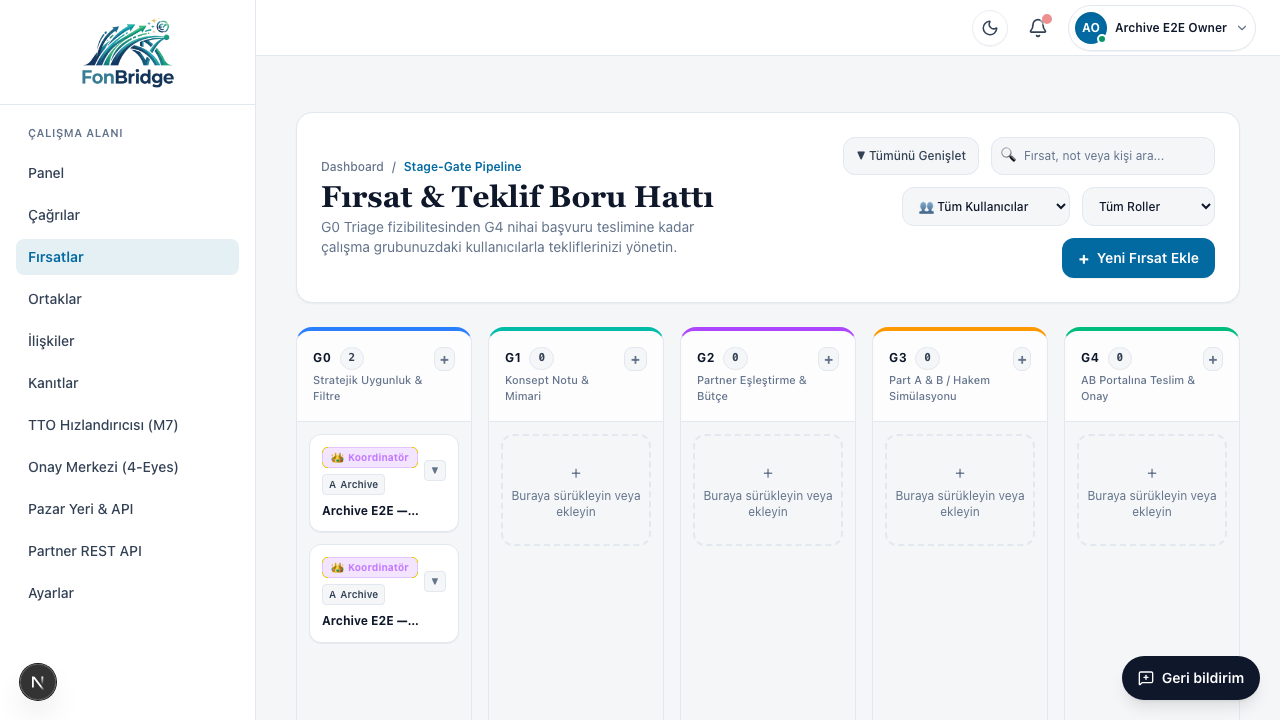 FonBridge
ÇALIŞMA ALANI
Panel
Çağrılar
Fırsatlar
Ortaklar
İlişkiler
Kanıtlar
TTO Hızlandırıcısı (M7)
Onay Merkezi (4-Eyes)
Pazar Yeri & API
Partner REST API
Ayarlar
N
AO
Archive E2E Owner
Dashboard / Stage-Gate Pipeline
Fırsat & Teklif Boru Hattı
G0 Triage fizibilitesinden G4 nihai başvuru teslimine kadar
çalışma grubunuzdaki kullanıcılarla tekliflerinizi yönetin.
▼ Tümünü Genişlet
🔍 Fırsat, not veya kişi ara...
👥 Tüm Kullanıcılar
Tüm Roller
+ Yeni Fırsat Ekle
G0 2 +
Stratejik Uygunluk &
Filtre
👑 Koordinatör
▼
A Archive
Archive E2E —...
👑 Koordinatör
▼
A Archive
Archive E2E —...
G1 0 +
Konsept Notu &
Mimari
+
Buraya sürükleyin veya
ekleyin
G2 0 +
Partner Eşleştirme &
Bütçe
+
Buraya sürükleyin veya
ekleyin
G3 0 +
Part A & B / Hakem
Simülasyonu
+
Buraya sürükleyin veya
ekleyin
G4 0 +
AB Portalına Teslim &
Onay
+
Buraya sürükleyin veya
ekleyin
Geri bildirim